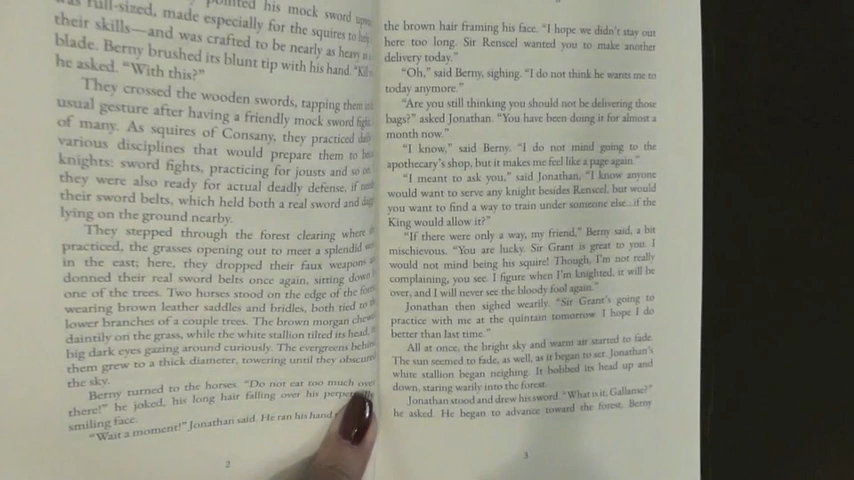 pointed his mock sword
was full-sized, made especially for the squires to
their skills—and was crafted to be nearly as heavy as a
blade. Berny brushed its blunt tip with his hand.
he asked. “With this?”
They crossed the wooden swords, tapping them
usual gesture after having a friendly mock sword fight,
of many. As squires of Consany, they practiced
various disciplines that would prepare them to
knights: sword fights, practicing for jousts and so on,
they were also ready for actual deadly defense, if
their sword belts, which held both a real sword and
lying on the ground nearby.
They stepped through the forest clearing where
practiced, the grasses opening out to meet a splendid
in the east; here, they dropped their faux weapons
donned their real sword belts once again, sitting down
one of the trees. Two horses stood on the edge of the
wearing brown leather saddles and bridles, both tied to
lower branches of a couple trees. The brown morgan
daintily on the grass, while the white stallion tilted its head,
big dark eyes gazing around curiously. The evergreens behind
them grew to a thick diameter, towering until they obscured
the sky.
Berny turned to the horses. “Do not eat too much over
there!” he joked, his long hair falling over his
smiling face.
“Wait a moment!” Jonathan said. He ran his hand
2
the brown hair framing his face. “I hope we didn’t stay out
here too long. Sir Renscel wanted you to make another
delivery today.”
“Oh,” said Berny, sighing. “I do not think he wants me to
today anymore.”
“Are you still thinking you should not be delivering those
bags?” asked Jonathan. “You have been doing it for almost a
month now.”
“I know,” said Berny. “I do not mind going to the
apothecary’s shop, but it makes me feel like a page again.”
“I meant to ask you,” said Jonathan, “I know anyone
would want to serve any knight besides Renscel, but would
you want to find a way to train under someone else...if the
King would allow it?”
“If there were only a way, my friend,” Berny said, a bit
mischievous. “You are lucky. Sir Grant is great to you. I
would not mind being his squire! Though, I’m not really
complaining, you see. I figure when I’m knighted, it will be
over, and I will never see the bloody fool again.”
Jonathan then sighed wearily. “Sir Grant’s going to
practice with me at the quintain tomorrow. I hope I do
better than last time.”
All at once, the bright sky and warm air started to fade.
The sun seemed to fade, as well, as it began to set. Jonathan’s
white stallion began neighing. It bobbed its head up and
down, staring warily into the forest.
Jonathan stood and drew his sword. “What is it, Gallame?”
he asked. He began to advance toward the forest. Berny
3